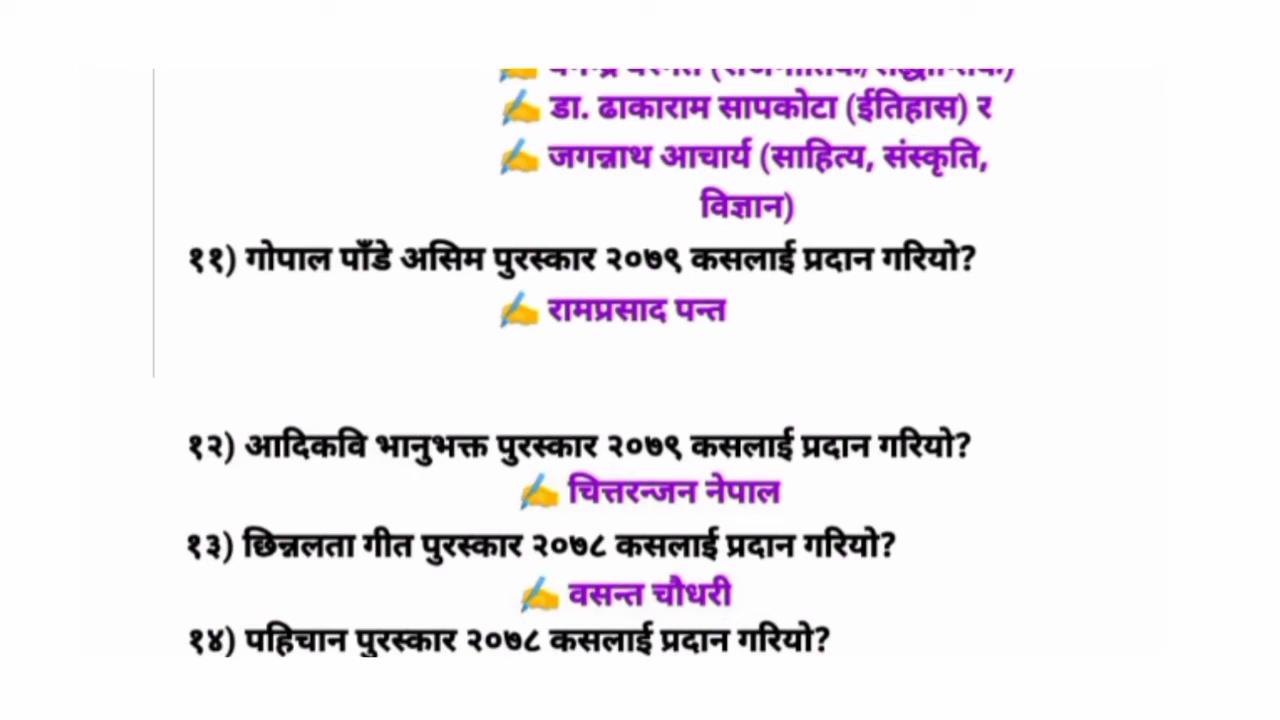 ✍️ डा. ढाकाराम सापकोटा (ईतिहास) र
✍️ जगन्नाथ आचार्य (साहित्य, संस्कृति,
विज्ञान)
११) गोपाल पाँडे असिम पुरस्कार २०७९ कसलाई प्रदान गरियो?
✍️ रामप्रसाद पन्त
१२) आदिकवि भानुभक्त पुरस्कार २०७९ कसलाई प्रदान गरियो?
✍️ चित्तरन्जन नेपाल
१३) छिन्नलता गीत पुरस्कार २०७८ कसलाई प्रदान गरियो?
✍️ वसन्त चौधरी
१४) पहिचान पुरस्कार २०७८ कसलाई प्रदान गरियो?